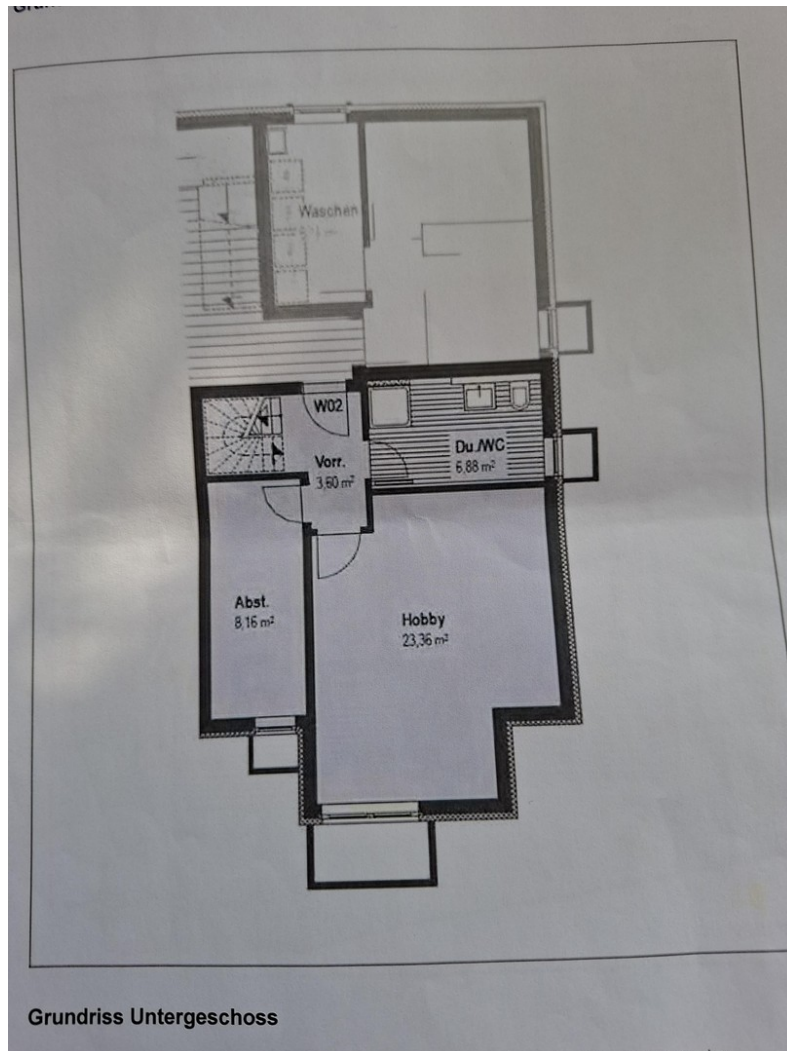 Waschen
W02
Du./WC
6,88 m²
Vorr.
3,60 m²
Abst.
8,16 m²
Hobby
23,36 m²
Grundriss Untergeschoss